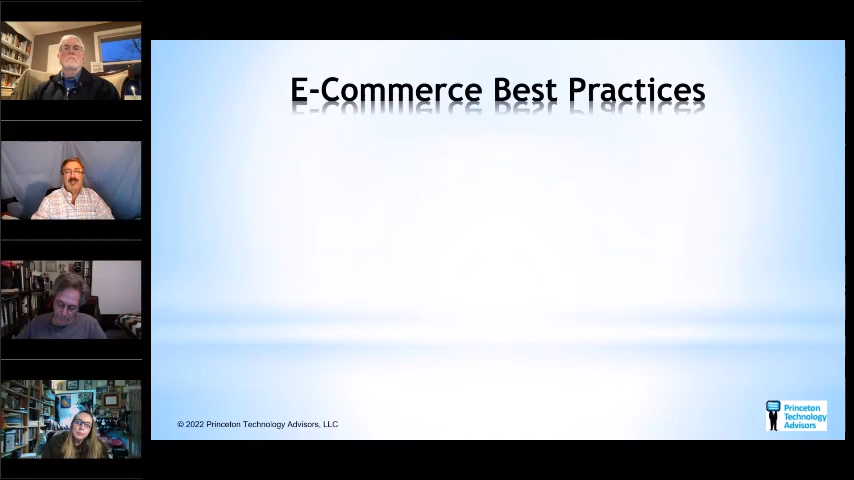 E-Commerce Best Practices
© 2022 Princeton Technology Advisors, LLC
Princeton
Technology
Advisors